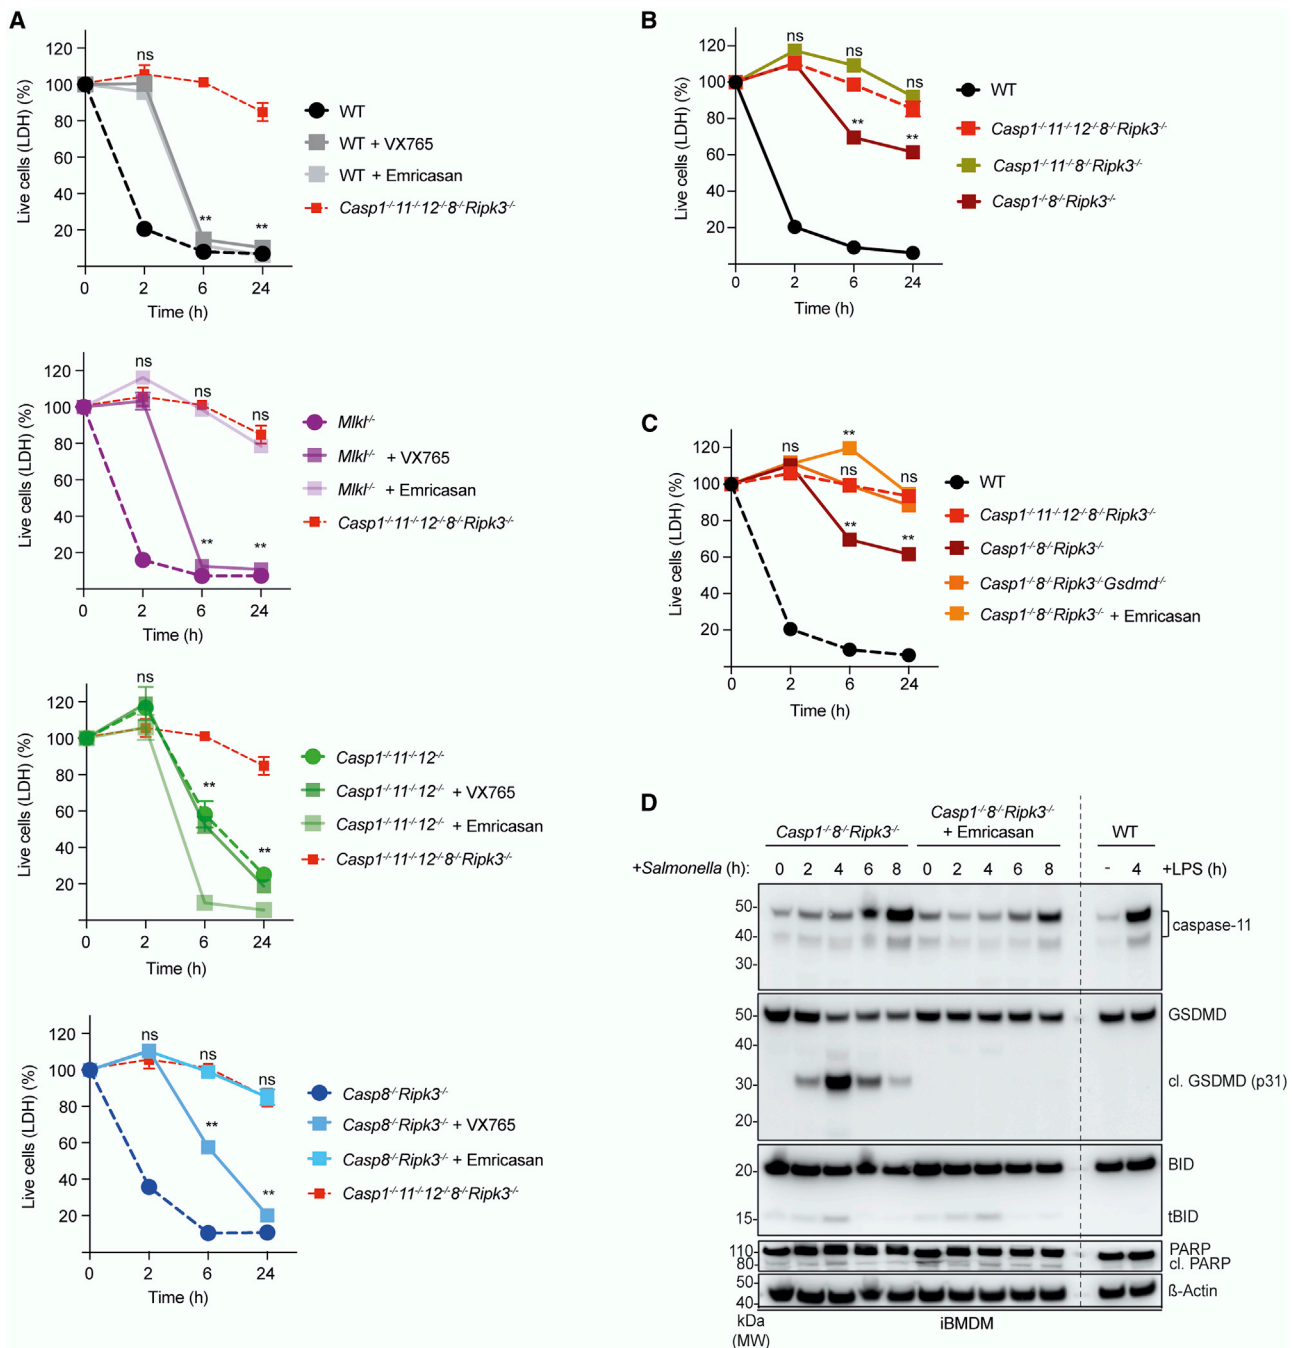 A
Live cells (LDH) (%)
120
100
80
60
40
20
ns
**
**
0
2
6
24
Time (h)
WT
WT + VX765
WT + Emricasan
Casp1-/-11-/-12-/-8-/-Ripk3-/-
Live cells (LDH) (%)
120
100
80
60
40
20
ns
ns
ns
**
**
0
2
6
24
Time (h)
Mlkl-/-
Mlkl-/- + VX765
Mlkl-/- + Emricasan
Casp1-/-11-/-12-/-8-/-Ripk3-/-
Live cells (LDH) (%)
120
100
80
60
40
20
ns
**
**
0
2
6
24
Time (h)
Casp1-/-11-/-12-/-
Casp1-/-11-/-12-/- + VX765
Casp1-/-11-/-12-/- + Emricasan
Casp1-/-11-/-12-/-8-/-Ripk3-/-
Live cells (LDH) (%)
120
100
80
60
40
20
ns
ns
ns
**
**
0
2
6
24
Time (h)
Casp8-/-Ripk3-/-
Casp8-/-Ripk3-/- + VX765
Casp8-/-Ripk3-/- + Emricasan
Casp1-/-11-/-12-/-8-/-Ripk3-/-
B
Live cells (LDH) (%)
120
100
80
60
40
20
ns
ns
ns
**
**
0
2
6
24
Time (h)
WT
Casp1-/-11-/-12-/-8-/-Ripk3-/-
Casp1-/-11-/-8-/-Ripk3-/-
Casp1-/-8-/-Ripk3-/-
C
Live cells (LDH) (%)
120
100
80
60
40
20
ns
**
ns
ns
**
**
0
2
6
24
Time (h)
WT
Casp1-/-11-/-12-/-8-/-Ripk3-/-
Casp1-/-8-/-Ripk3-/-
Casp1-/-8-/-Ripk3-/-Gsdmd-/-
Casp1-/-8-/-Ripk3-/- + Emricasan
D
Casp1-/-8-/-Ripk3-/-
Casp1-/-8-/-Ripk3-/-
+ Emricasan
WT
+Salmonella (h): 0 2 4 6 8 0 2 4 6 8 - 4 +LPS (h)
50
40
30
caspase-11
50
40
30
20
GSDMD
cl. GSDMD (p31)
20
15
BID
tBID
110
80
PARP
cl. PARP
50
40
ß-Actin
kDa
(MW)
iBMDM